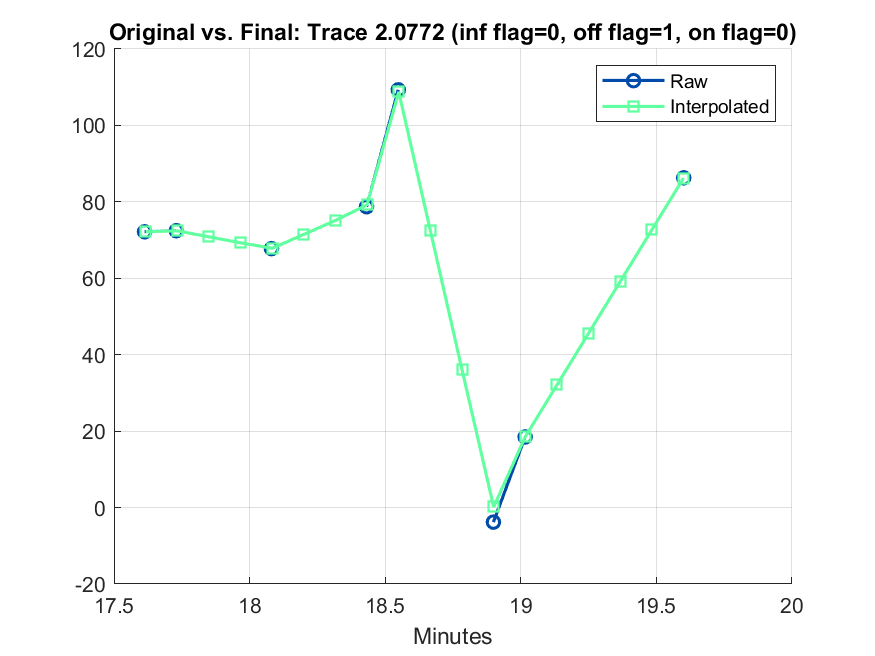 Original vs. Final: Trace 2.0772 (inf flag=0, off flag=1, on flag=0)
120
100
80
60
40
20
0
-20
17.5 18 18.5 19 19.5 20
Minutes
Raw
Interpolated